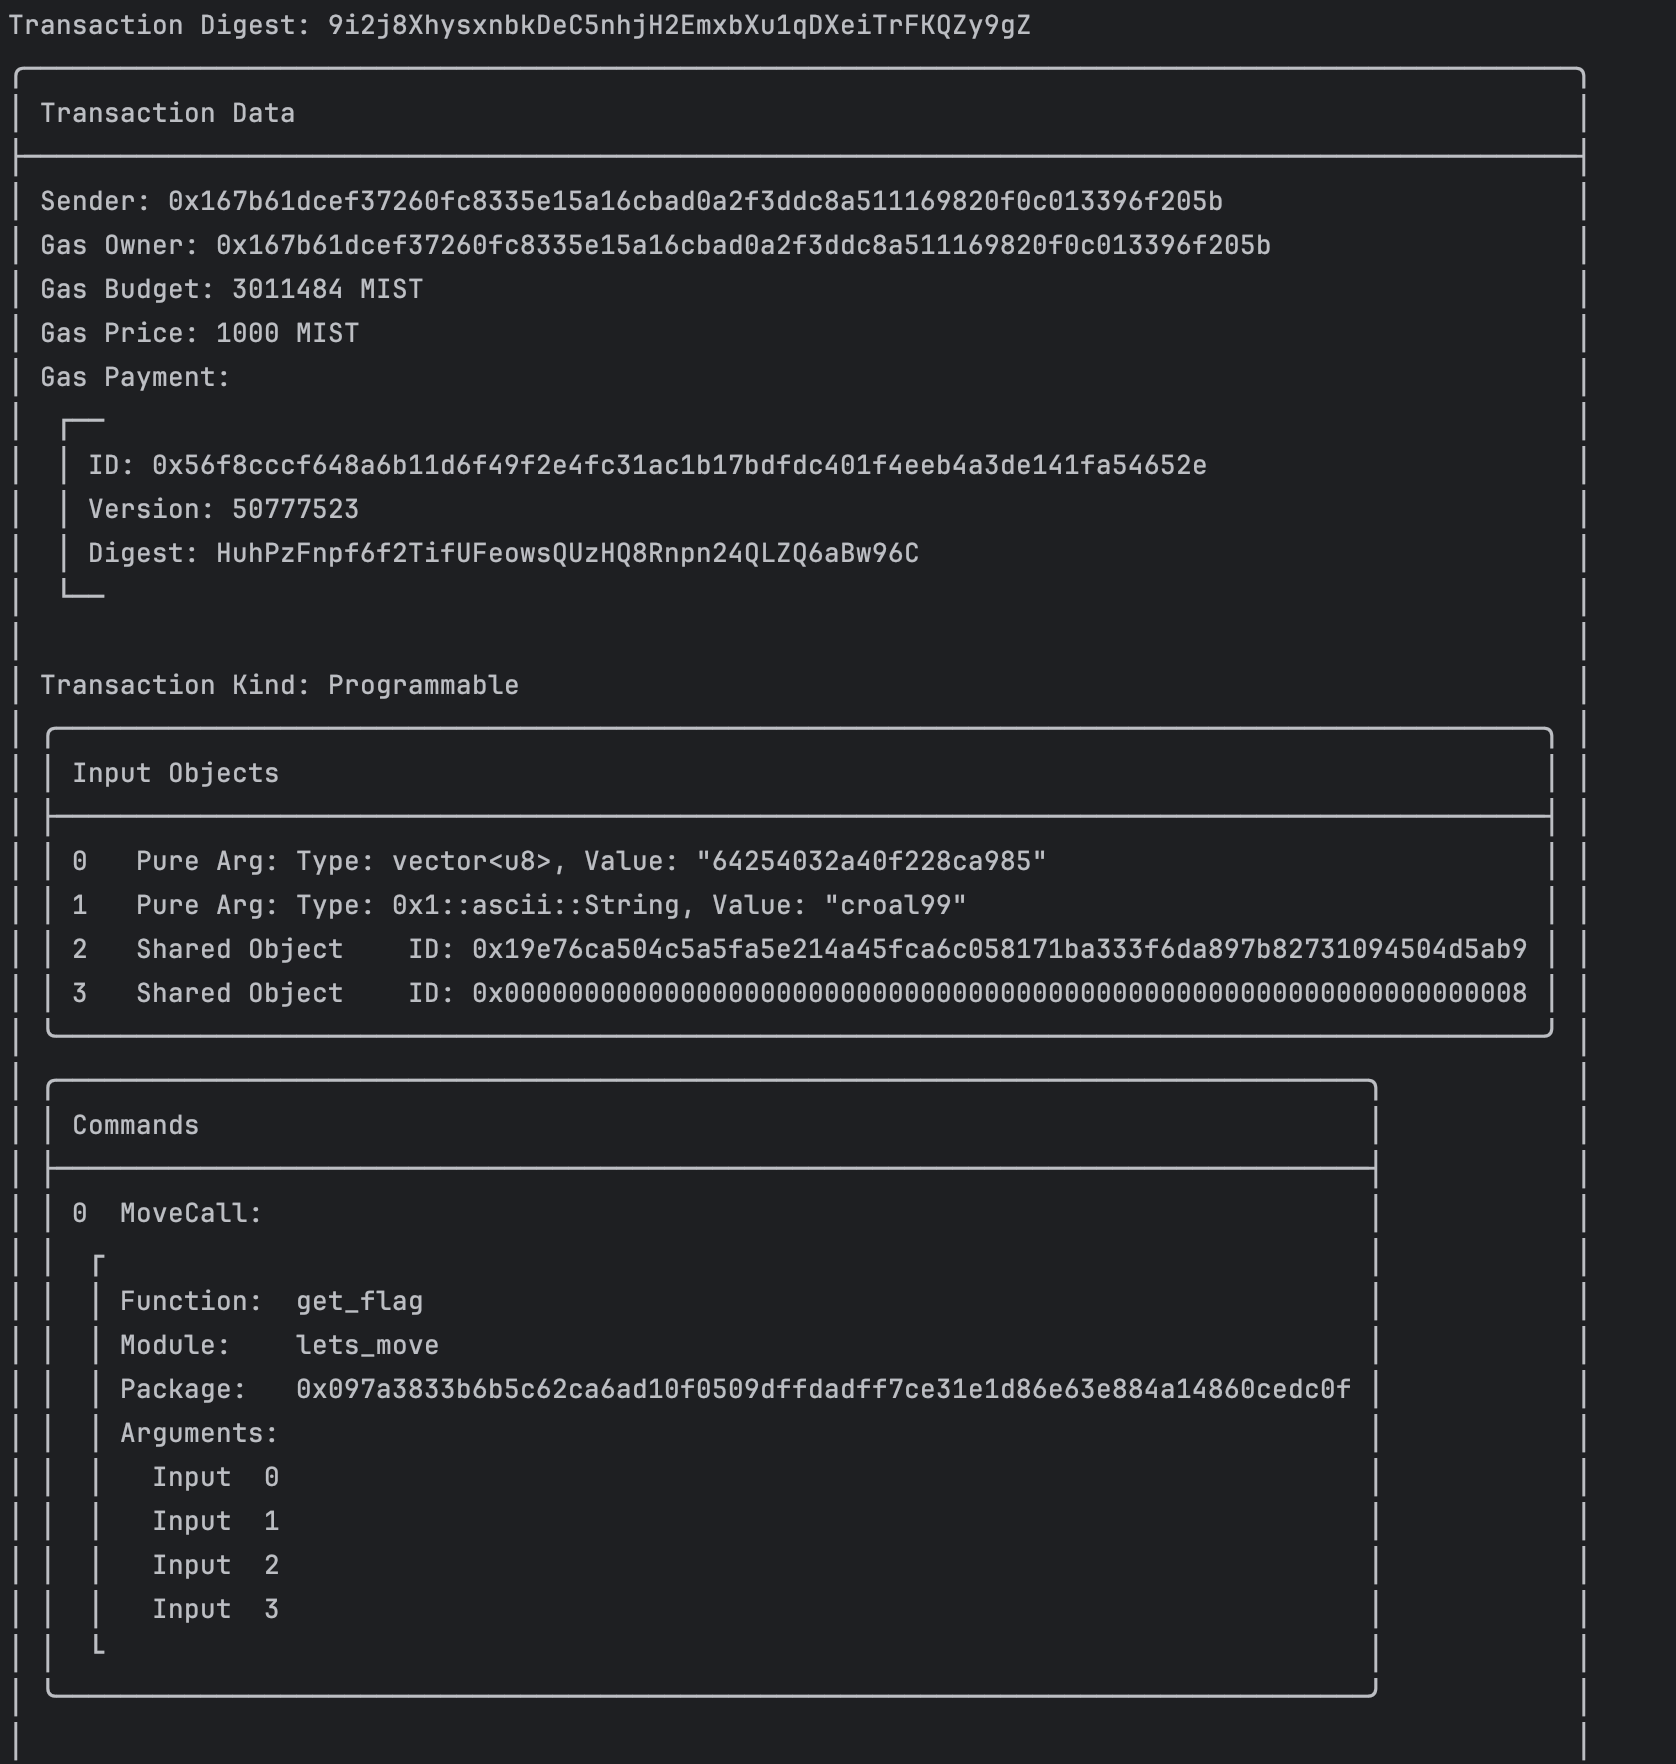 Transaction Digest: 9i2j8XhysxnbkDeC5nhjH2EmxbXu1qDXeiTrFKQZy9gZ
Transaction Data
Sender: 0x167b61dcef37260fc8335e15a16cbad0a2f3ddc8a511169820f0c013396f205b
Gas Owner: 0x167b61dcef37260fc8335e15a16cbad0a2f3ddc8a511169820f0c013396f205b
Gas Budget: 3011484 MIST
Gas Price: 1000 MIST
Gas Payment:
ID: 0x56f8cccf648a6b11d6f49f2e4fc31ac1b17bdfdc401f4eeb4a3de141fa54652e
Version: 50777523
Digest: HuhPzFnpf6f2TifUFeowsQUzHQ8Rnpn24QLZQ6aBw96C
Transaction Kind: Programmable
Input Objects
0   Pure Arg: Type: vector<u8>, Value: "64254032a40f228ca985"
1   Pure Arg: Type: 0x1::ascii::String, Value: "croal99"
2   Shared Object    ID: 0x19e76ca504c5a5fa5e214a45fca6c058171ba333f6da897b82731094504d5ab9
3   Shared Object    ID: 0x0000000000000000000000000000000000000000000000000000000000000008
Commands
0  MoveCall:
Function:  get_flag
Module:    lets_move
Package:   0x097a3833b6b5c62ca6ad10f0509dffdadff7ce31e1d86e63e884a14860cedc0f
Arguments:
Input  0
Input  1
Input  2
Input  3